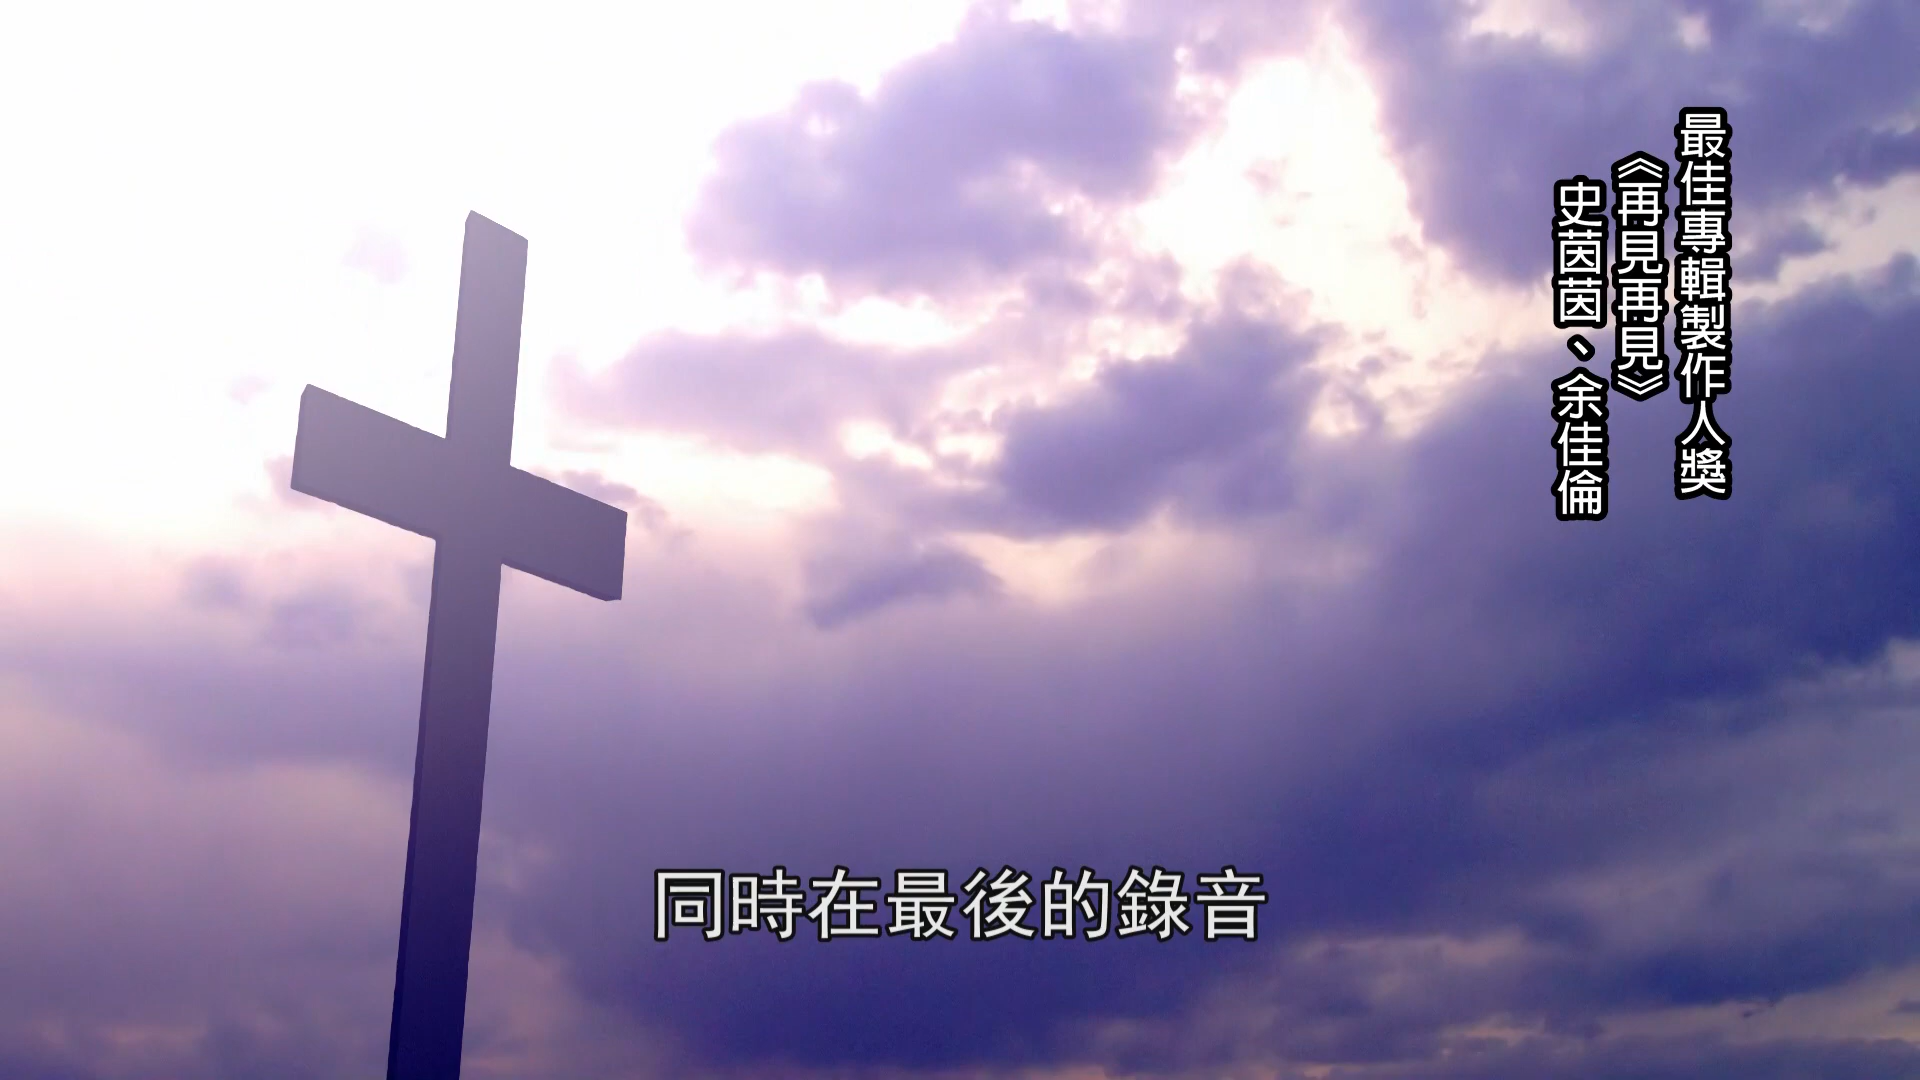 最佳專輯製作人獎
《再見再見》
史茵茵、余佳倫
同時在最後的錄音